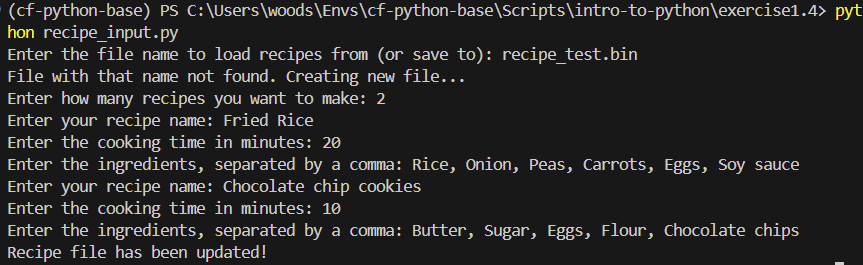 (cf-python-base) PS C:\Users\woods\Envs\cf-python-base\Scripts\intro-to-python\exercise1.4> pyt
hon recipe_input.py
Enter the file name to load recipes from (or save to): recipe_test.bin
File with that name not found. Creating new file...
Enter how many recipes you want to make: 2
Enter your recipe name: Fried Rice
Enter the cooking time in minutes: 20
Enter the ingredients, separated by a comma: Rice, Onion, Peas, Carrots, Eggs, Soy sauce
Enter your recipe name: Chocolate chip cookies
Enter the cooking time in minutes: 10
Enter the ingredients, separated by a comma: Butter, Sugar, Eggs, Flour, Chocolate chips
Recipe file has been updated!